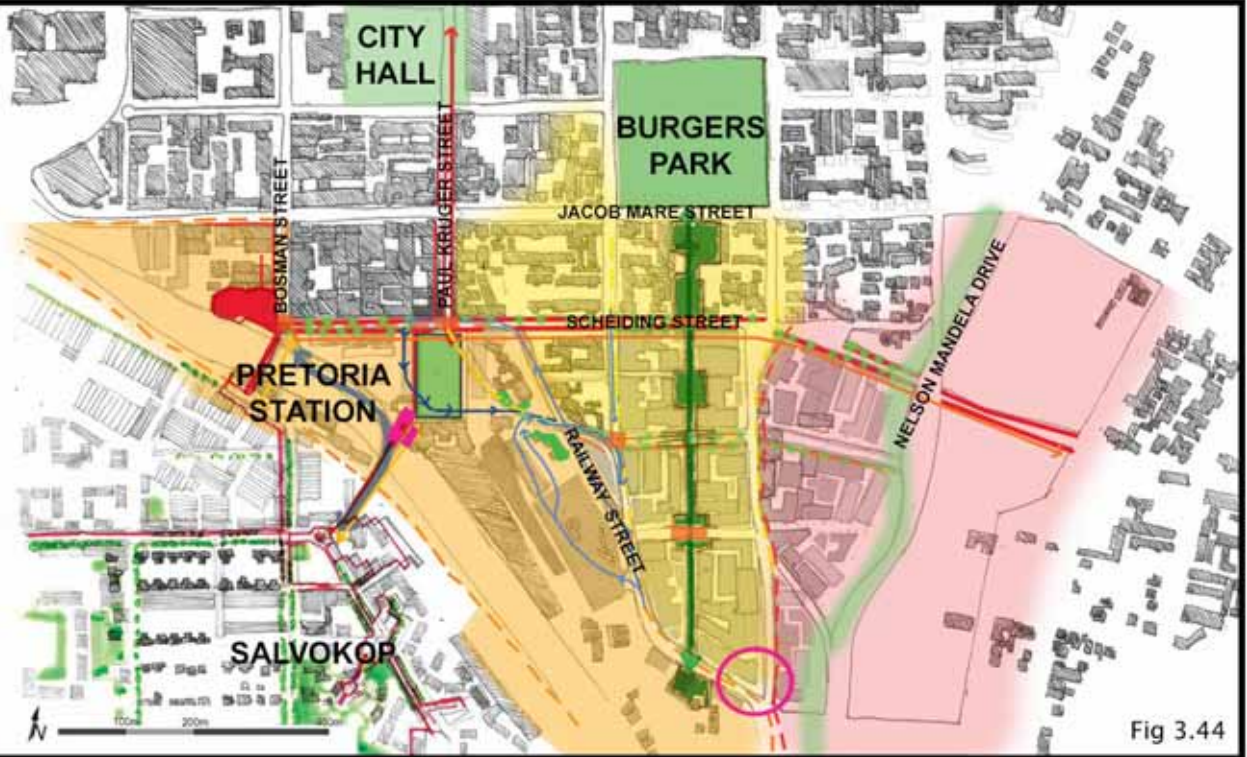 CITY
HALL
BURGERS
PARK
BOSMAN STREET
PAUL KRUGER STREET
JACOB MARE STREET
SCHEIDING STREET
NELSON MANDELA DRIVE
PRETORIA
STATION
RAILWAY STREET
SALVOKOP
N
100m 200m 400m
Fig 3.44